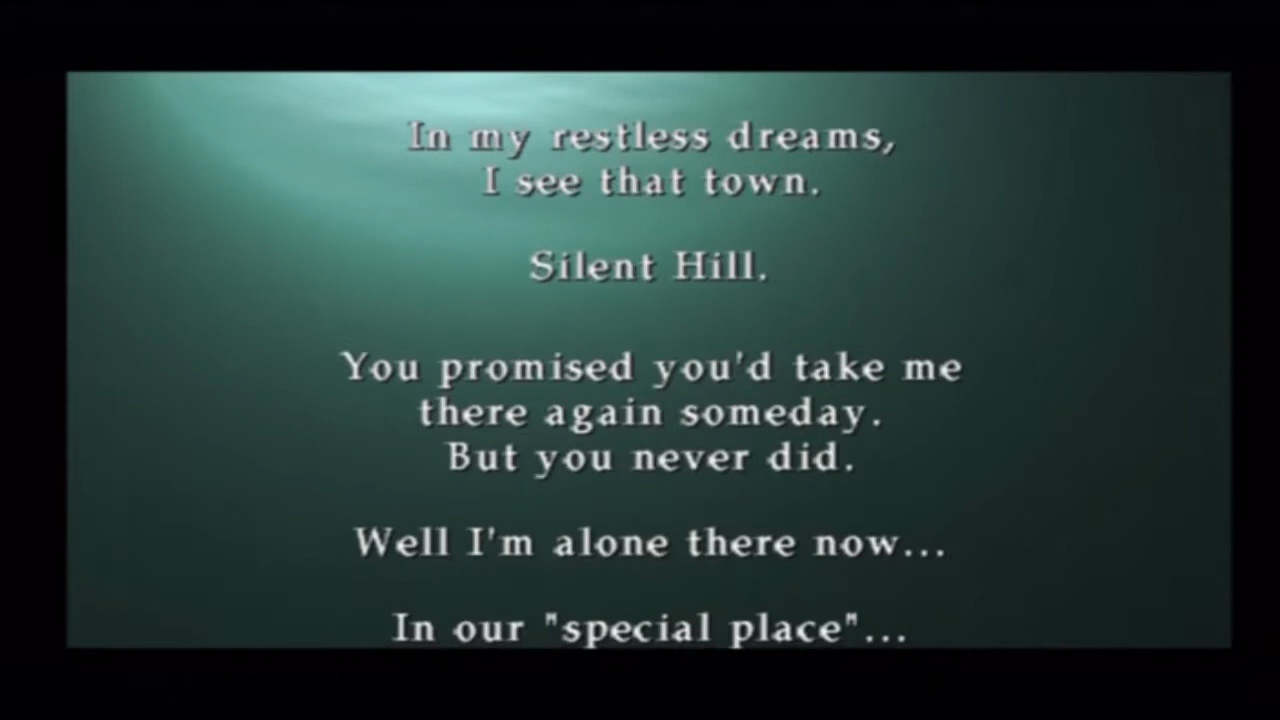 In my restless dreams,
I see that town.
Silent Hill.
You promised you'd take me
there again someday.
But you never did.
Well I'm alone there now...
In our "special place"...